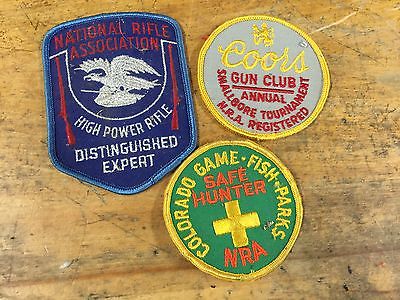 NATIONAL RIFLE
ASSOCIATION
HIGH POWER RIFLE
DISTINGUISHED
EXPERT
Coors
GUN CLUB
ANNUAL
SMALLBORE TOURNAMENT
N.R.A. REGISTERED
COLORADO GAME·FISH·PARKS
SAFE
HUNTER
NRA